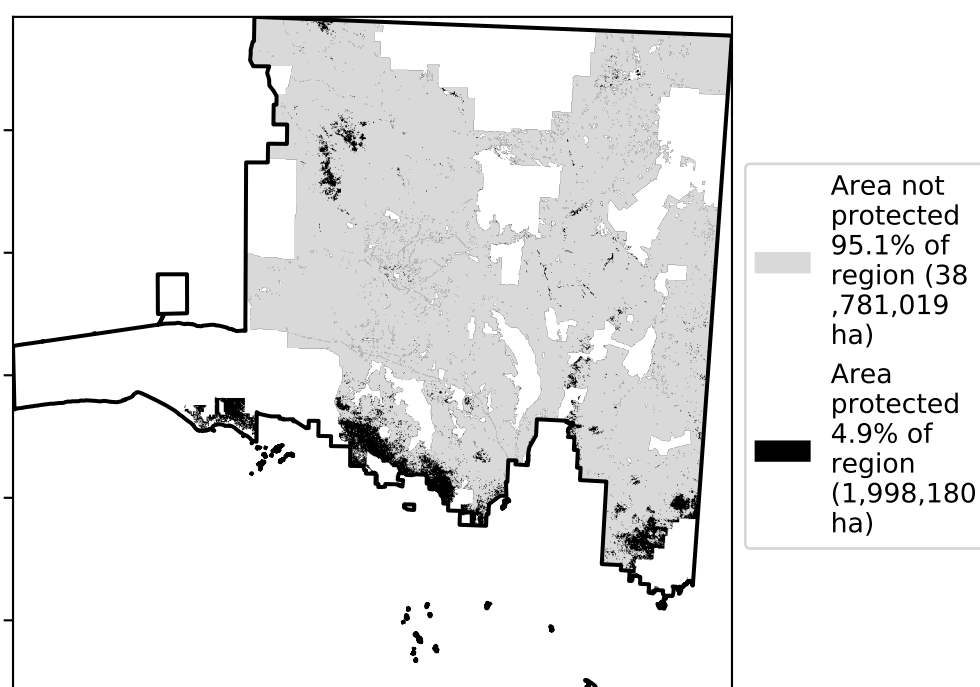 Area not
protected
95.1% of
region (38
,781,019
ha)
Area
protected
4.9% of
region
(1,998,180
ha)